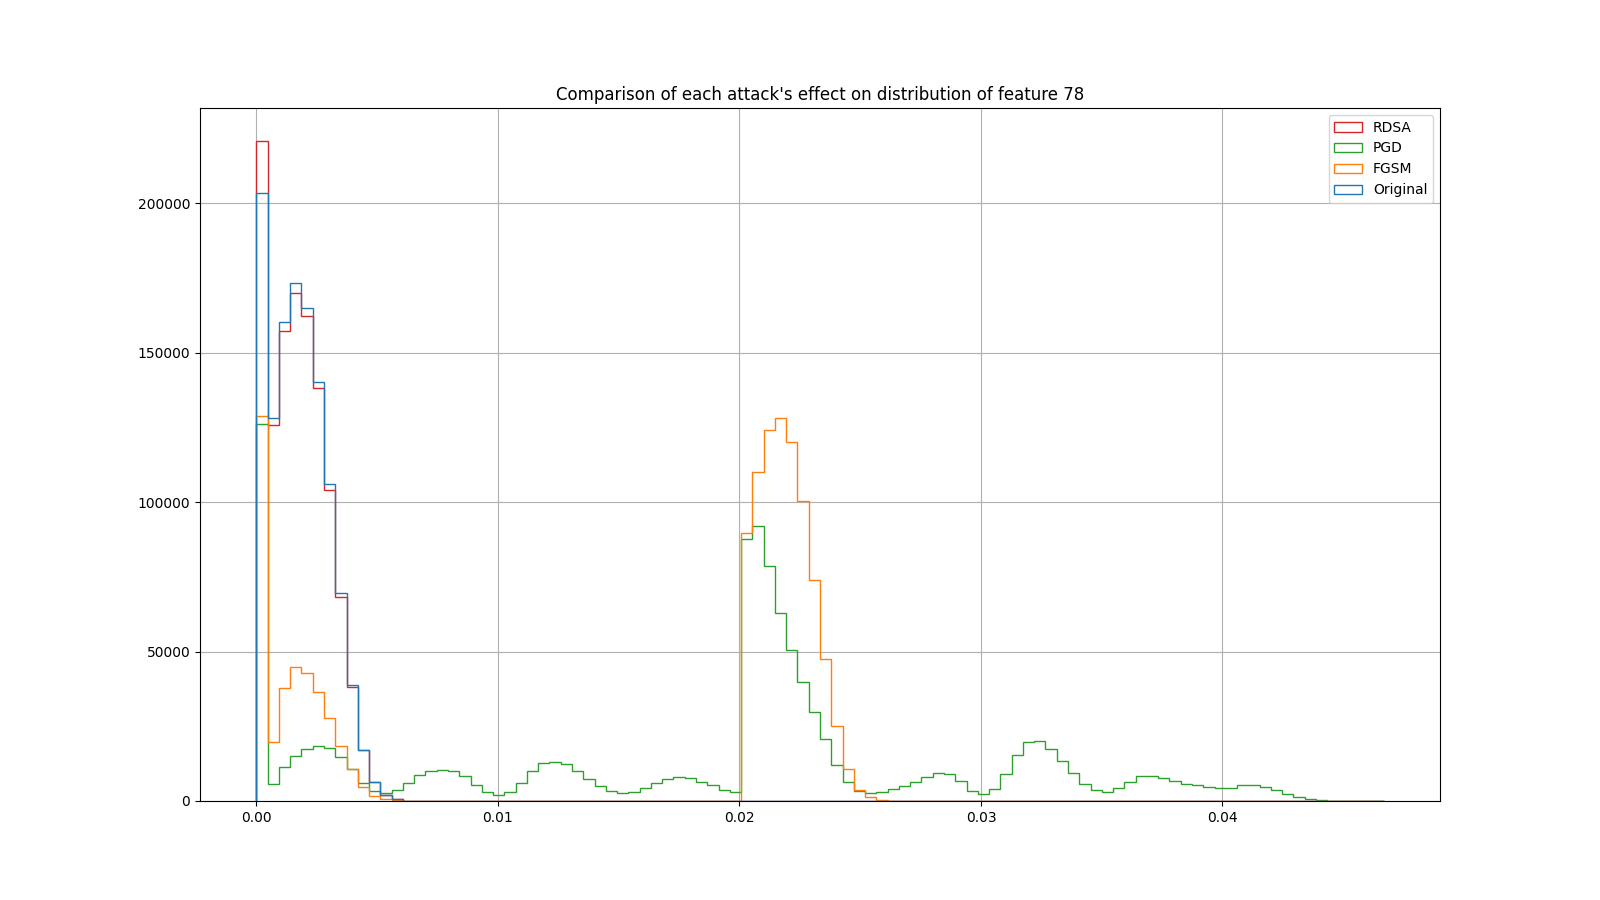 Comparison of each attack's effect on distribution of feature 78
RDSA
PGD
FGSM
Original
200000
150000
100000
50000
0
0.00 0.01 0.02 0.03 0.04